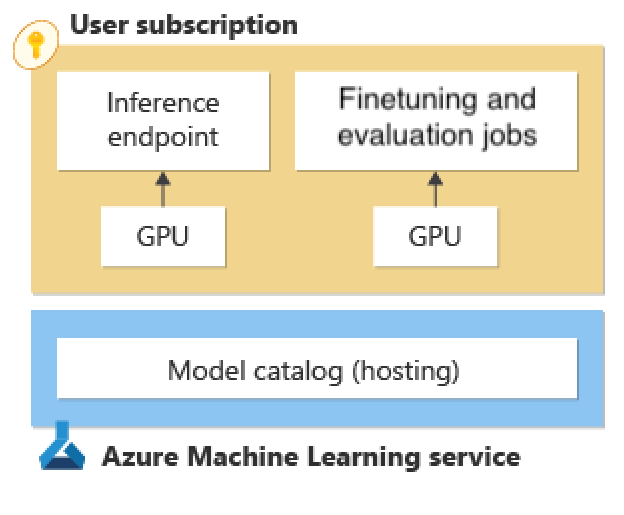 User subscription
Inference
endpoint
Finetuning and
evaluation jobs
GPU
GPU
Model catalog (hosting)
Azure Machine Learning service